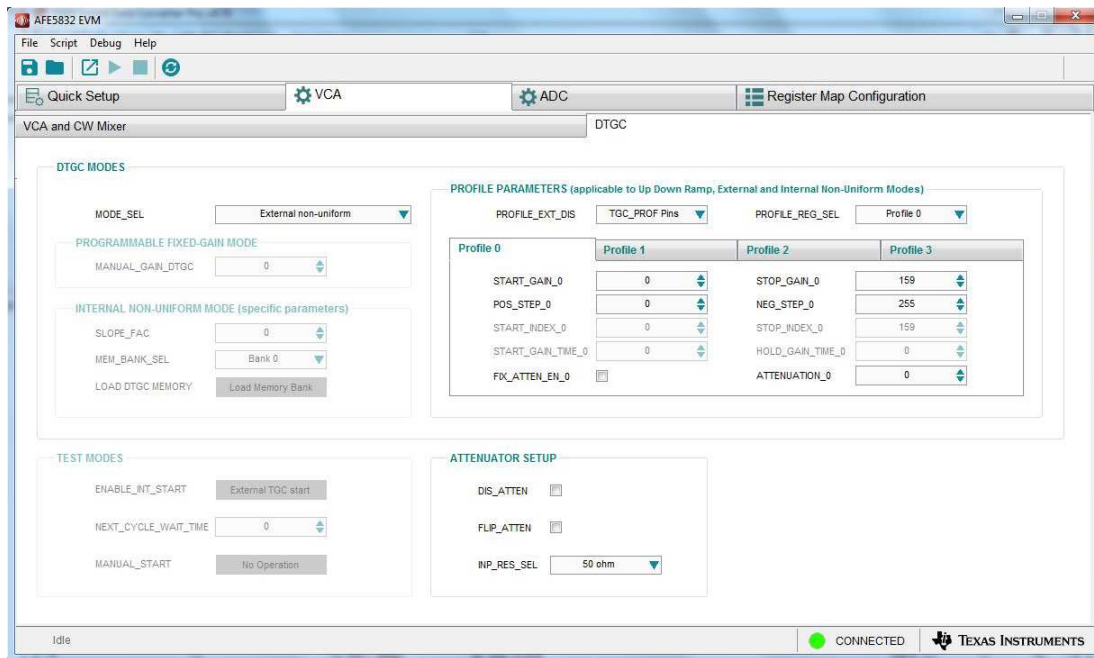 AFE5832 EVM
File Script Debug Help
Quick Setup VCA ADC Register Map Configuration
VCA and CW Mixer DTGC
DTGC MODES
PROFILE PARAMETERS (applicable to Up Down Ramp, External and Internal Non-Uniform Modes)
MODE_SEL External non-uniform
PROFILE_EXT_DIS TGC_PROF Pins PROFILE_REG_SEL Profile 0
PROGRAMMABLE FIXED-GAIN MODE
MANUAL_GAIN_DTGC 0
INTERNAL NON-UNIFORM MODE (specific parameters)
SLOPE_FAC 0
MEM_BANK_SEL Bank 0
LOAD DTGC MEMORY Load Memory Bank
Profile 0 Profile 1 Profile 2 Profile 3
START_GAIN_0 0 STOP_GAIN_0 159
POS_STEP_0 0 NEG_STEP_0 255
START_INDEX_0 0 STOP_INDEX_0 159
START_GAIN_TIME_0 0 HOLD_GAIN_TIME_0 0
FIX_ATTEN_EN_0 ATTENUATION_0 0
TEST MODES
ENABLE_INT_START External TGC start
NEXT_CYCLE_WAIT_TIME 0
MANUAL_START No Operation
ATTENUATOR SETUP
DIS_ATTEN
FLIP_ATTEN
INP_RES_SEL 50 ohm
Idle CONNECTED TEXAS INSTRUMENTS